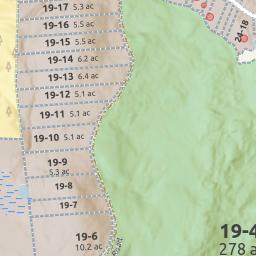 19-17 5.3 ac
19-16 5.5 ac
24-18
19-15 5.5 ac
19-14 6.2 ac
19-13 6.4 ac
19-12 5.1 ac
19-11 5.1 ac
19-10 5.1 ac
19-9
5.3 ac
19-8
19-7
19-6
10.2 ac
19-4
278 a